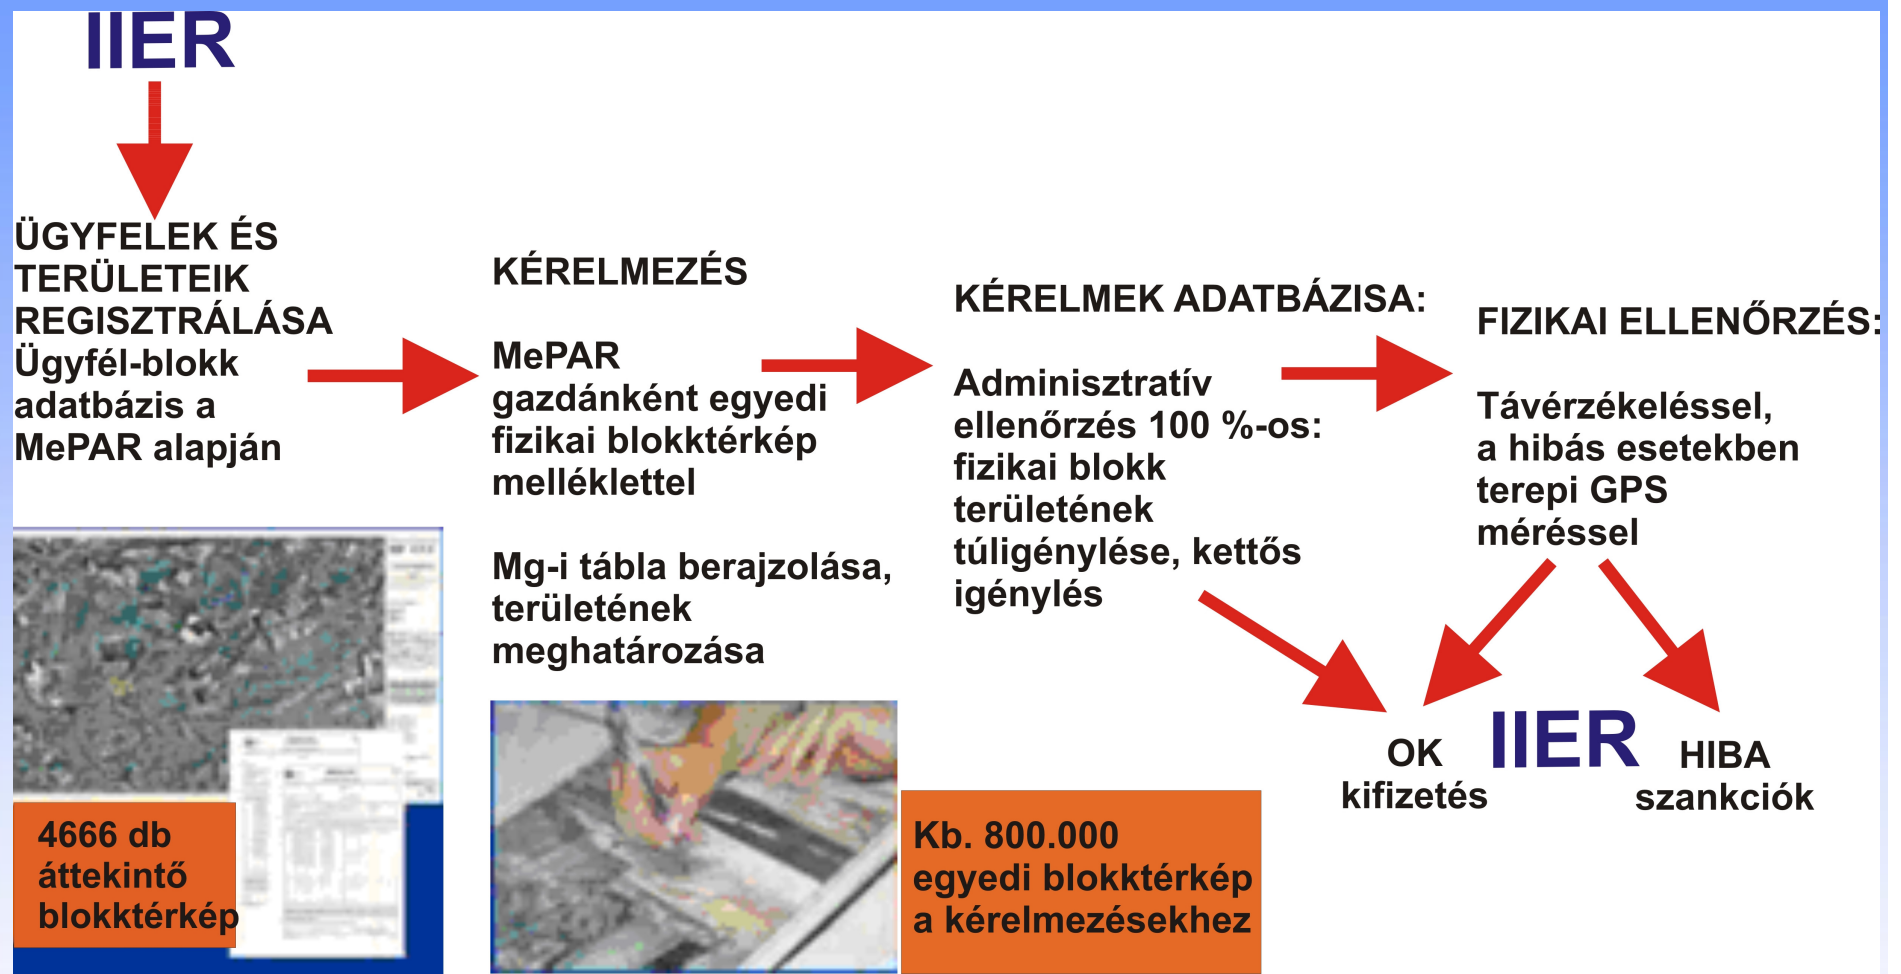 IIER
ÜGYFELEK ÉS
TERÜLETEIK
REGISZTRÁLÁSA
Ügyfél-blokk
adatbázis a
MePAR alapján
KÉRELMEZÉS
MePAR
gazdánként egyedi
fizikai blokktérkép
melléklettel
Mg-i tábla berajzolása,
területének
meghatározása
KÉRELMEK ADATBÁZISA:
Adminisztratív
ellenőrzés 100 %-os:
fizikai blokk
területének
túligénylése, kettős
igénylés
FIZIKAI ELLENŐRZÉS:
Távérzékeléssel,
a hibás esetekben
terepi GPS
méréssel
OK
kifizetés
IIER
HIBA
szankciók
4666 db
áttekintő
blokktérkép
Kb. 800.000
egyedi blokktérkép
a kérelmezésekhez